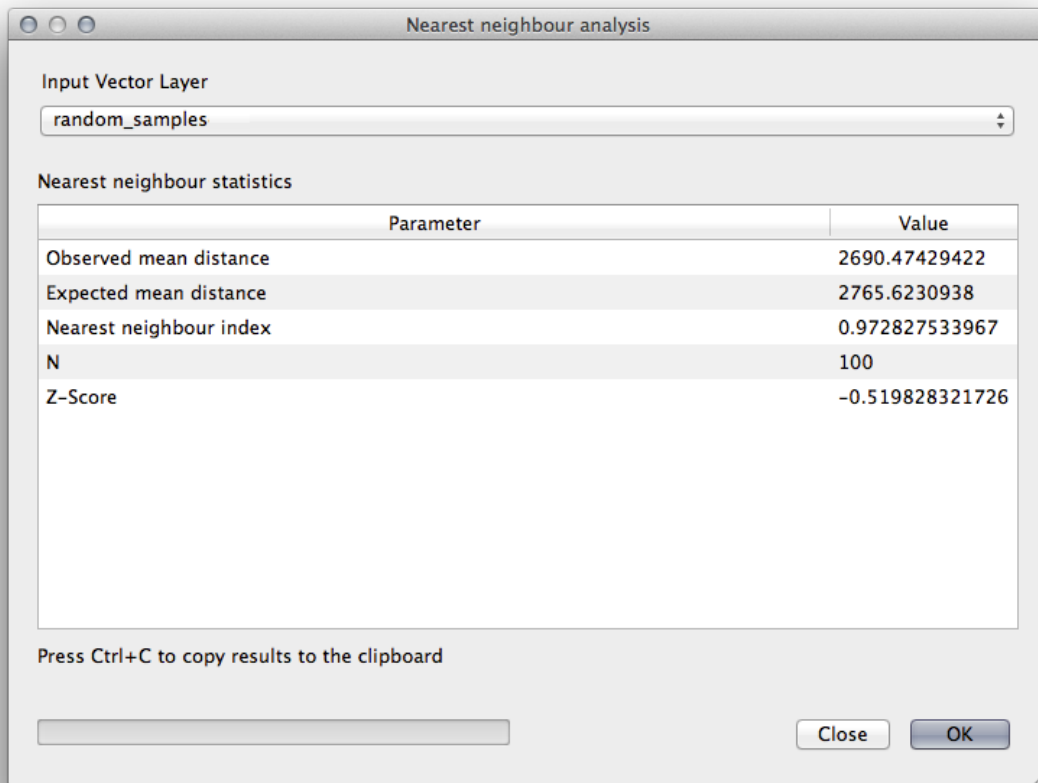 Nearest neighbour analysis
Input Vector Layer
random_samples
Nearest neighbour statistics
Parameter Value
Observed mean distance 2690.47429422
Expected mean distance 2765.6230938
Nearest neighbour index 0.972827533967
N 100
Z-Score -0.519828321726
Press Ctrl+C to copy results to the clipboard
Close OK